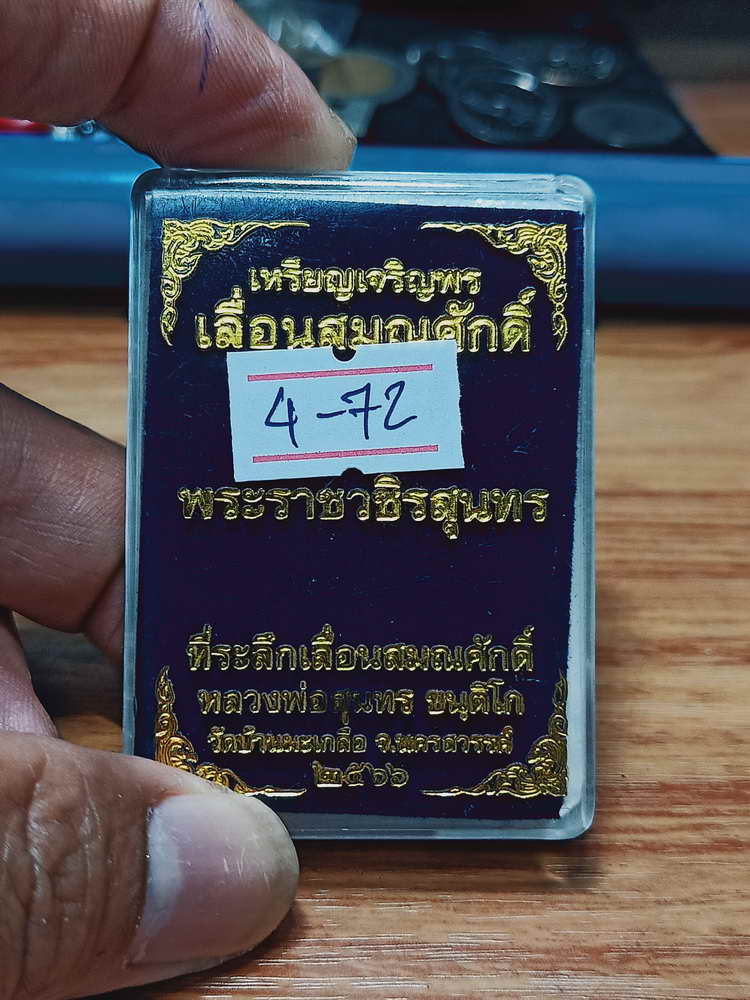 เหรียญเจริญพร
เลื่อนสมณศักดิ์
4-72
พระราชวชิรสุนทร
ที่ระลึกเลื่อนสมณศักดิ์
หลวงพ่อสุนทร ขนฺติโก
วัดบ้านมะเกลือ จ.นครสวรรค์
๒๕๖๖